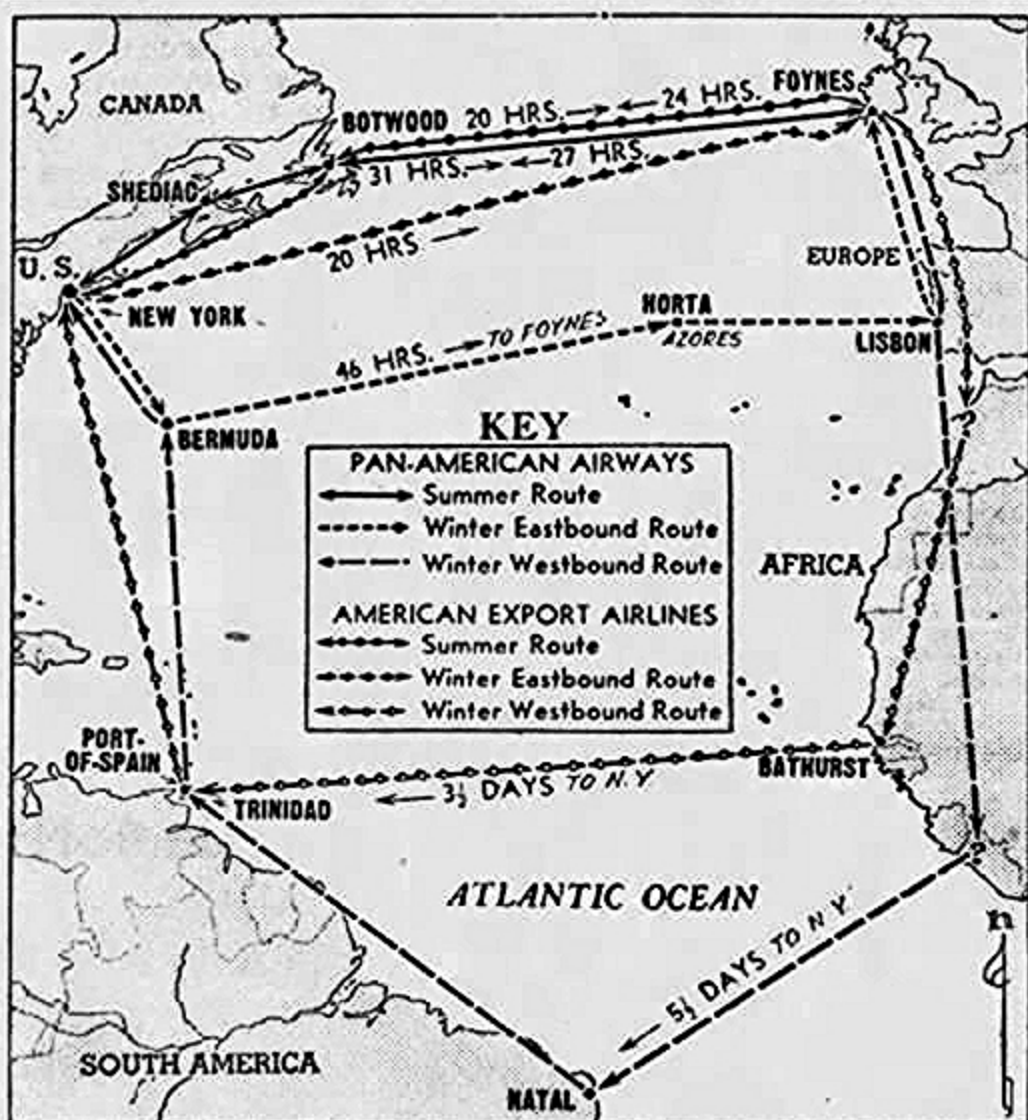 CANADA
BOTWOOD
20 HRS.
24 HRS.
FOYNES
31 HRS.
27 HRS.
SHEDIAC
U.S.
NEW YORK
20 HRS
EUROPE
HORTA
AZORES
LISBON
46 HRS. TO FOYNES
BERMUDA
?
KEY
PAN-AMERICAN AIRWAYS
Summer Route
Winter Eastbound Route
Winter Westbound Route
AMERICAN EXPORT AIRLINES
Summer Route
Winter Eastbound Route
Winter Westbound Route
AFRICA
PORT-
OF-SPAIN
TRINIDAD
3½ DAYS TO N.Y
BATHURST
?
ATLANTIC OCEAN
n
5½ DAYS TO N Y
SOUTH AMERICA
NATAL